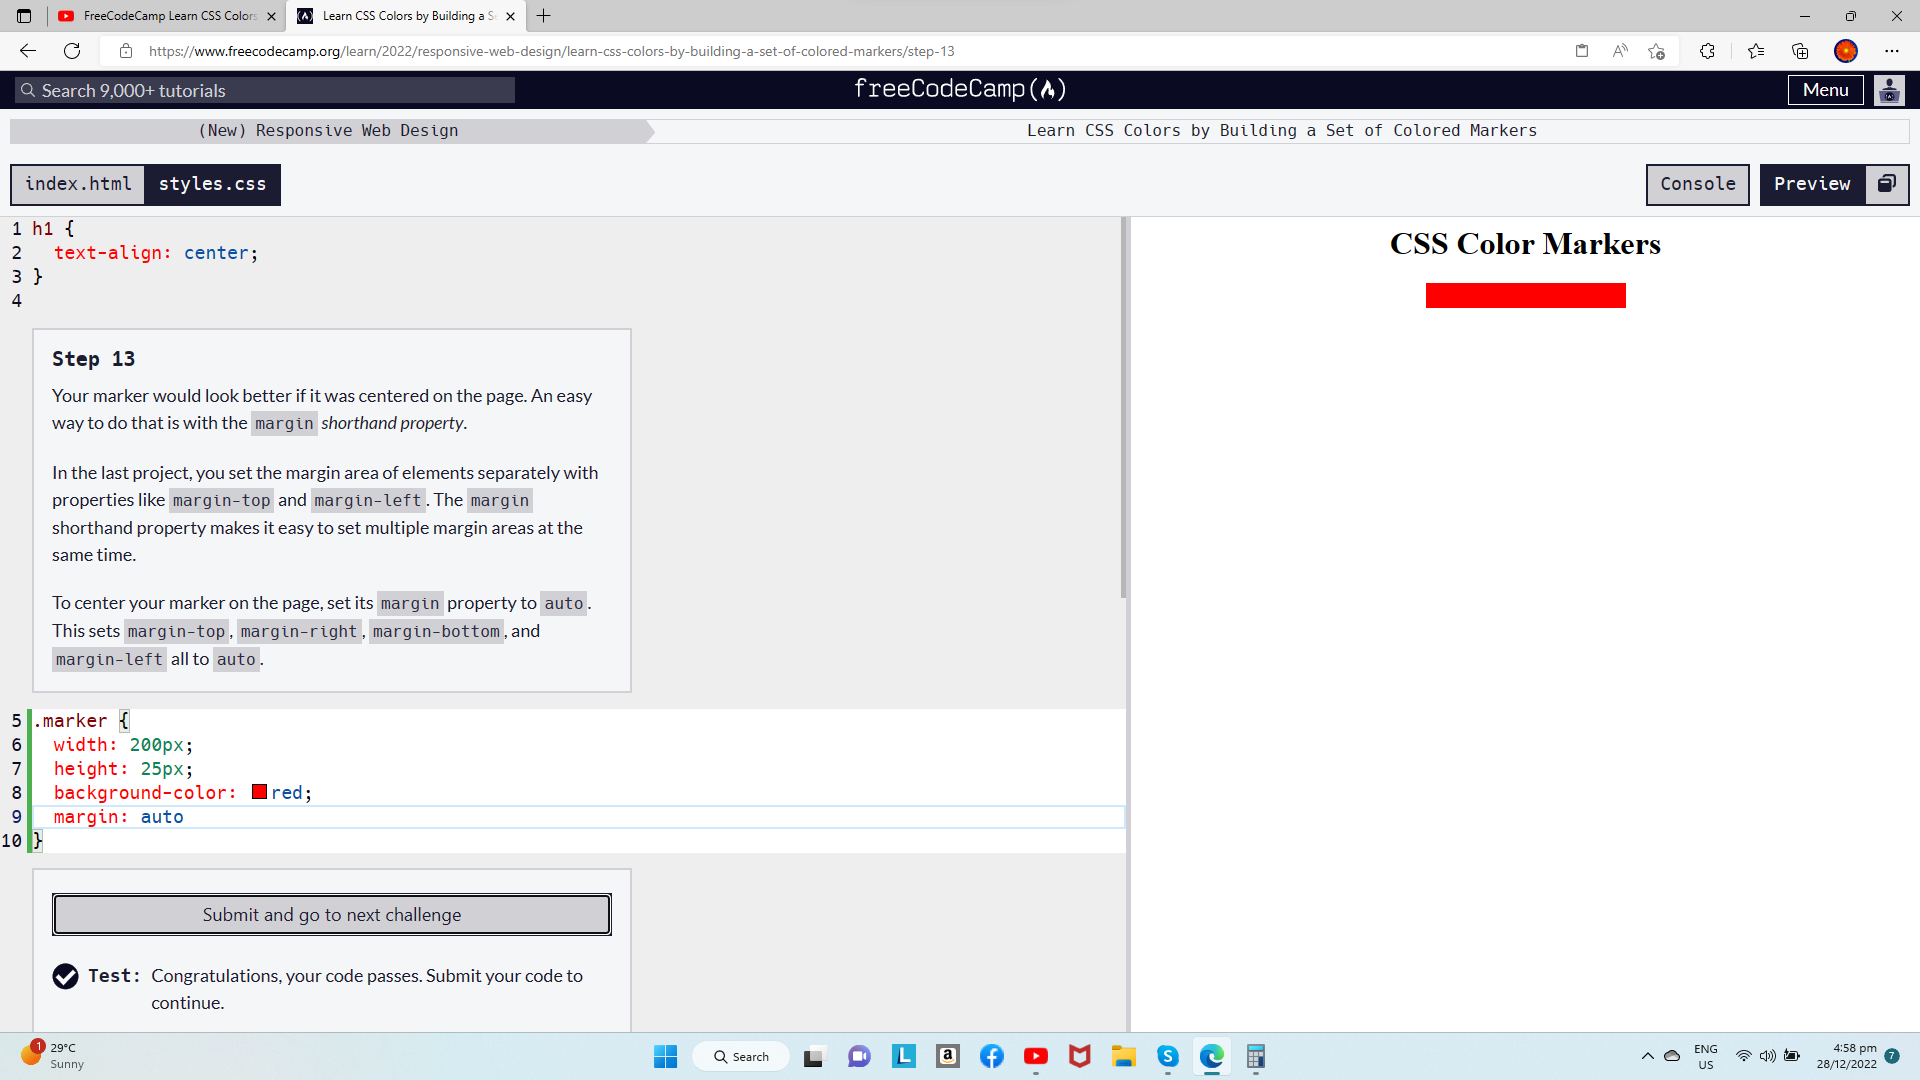 FreeCodeCamp Learn CSS Colors
Learn CSS Colors by Building a Se
https://www.freecodecamp.org/learn/2022/responsive-web-design/learn-css-colors-by-building-a-set-of-colored-markers/step-13
Search 9,000+ tutorials
freeCodeCamp
Menu
(New) Responsive Web Design
Learn CSS Colors by Building a Set of Colored Markers
index.html
styles.css
Console
Preview
1 h1 {
2 text-align: center;
3 }
4
CSS Color Markers
Step 13
Your marker would look better if it was centered on the page. An easy
way to do that is with the margin shorthand property.
In the last project, you set the margin area of elements separately with
properties like margin-top and margin-left. The margin
shorthand property makes it easy to set multiple margin areas at the
same time.
To center your marker on the page, set its margin property to auto.
This sets margin-top, margin-right, margin-bottom, and
margin-left all to auto.
5 .marker {
6 width: 200px;
7 height: 25px;
8 background-color: red;
9 margin: auto
10 }
Submit and go to next challenge
Test: Congratulations, your code passes. Submit your code to
continue.
1
29°C
Sunny
Search
L
a
S
ENG
US
4:58 pm
28/12/2022
7